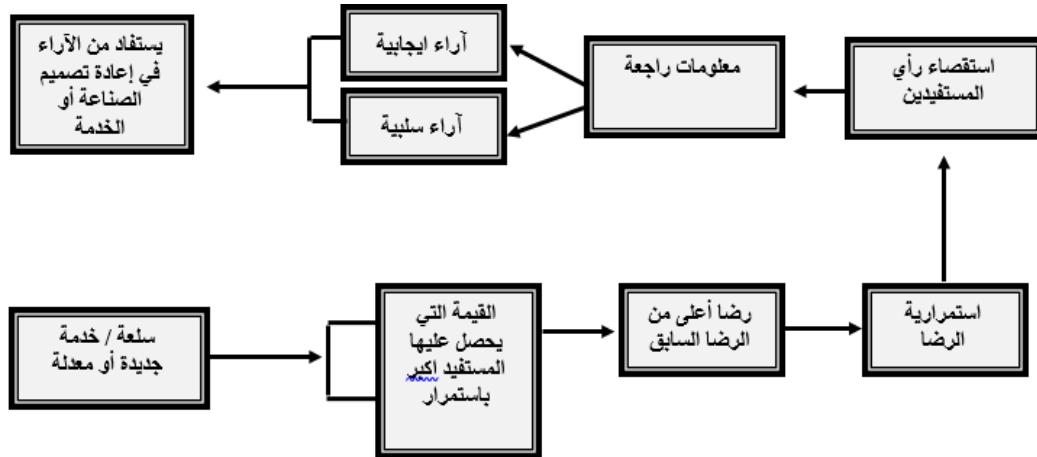 استقصاء رأي
المستفيدين
معلومات راجعة
آراء ايجابية
آراء سلبية
يستفاد من الآراء
في إعادة تصميم
الصناعة أو
الخدمة
سلعة / خدمة
جديدة أو معدلة
القيمة التي
يحصل عليها
المستفيد اكبر
باستمرار
رضا أعلى من
الرضا السابق
استمرارية
الرضا